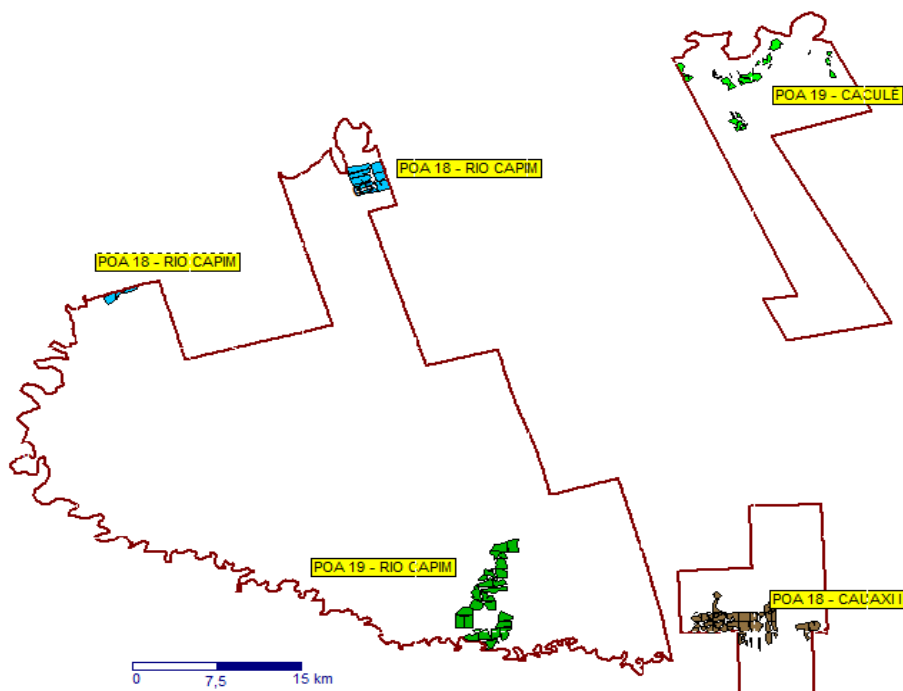 POA 19 - CACULÉ
POA 18 - RIO CAPIM
POA 18 - RIO CAPIM
POA 19 - RIO CAPIM
POA 18 - CAUAXI I
0 7,5 15 km